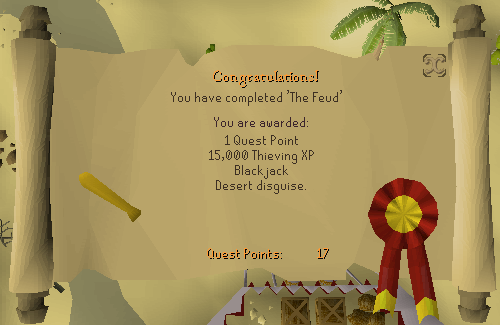 Congratulations!
You have completed 'The Feud'
You are awarded:
1 Quest Point
15,000 Thieving XP
Blackjack
Desert disguise.
Quest Points: 17